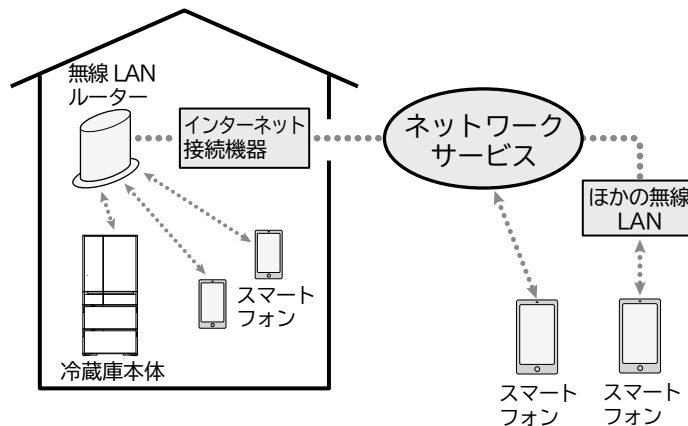 無線 LAN
ルーター
インターネット
接続機器
ネットワーク
サービス
ほかの無線
LAN
スマート
フォン
冷蔵庫本体
スマート
フォン
スマート
フォン